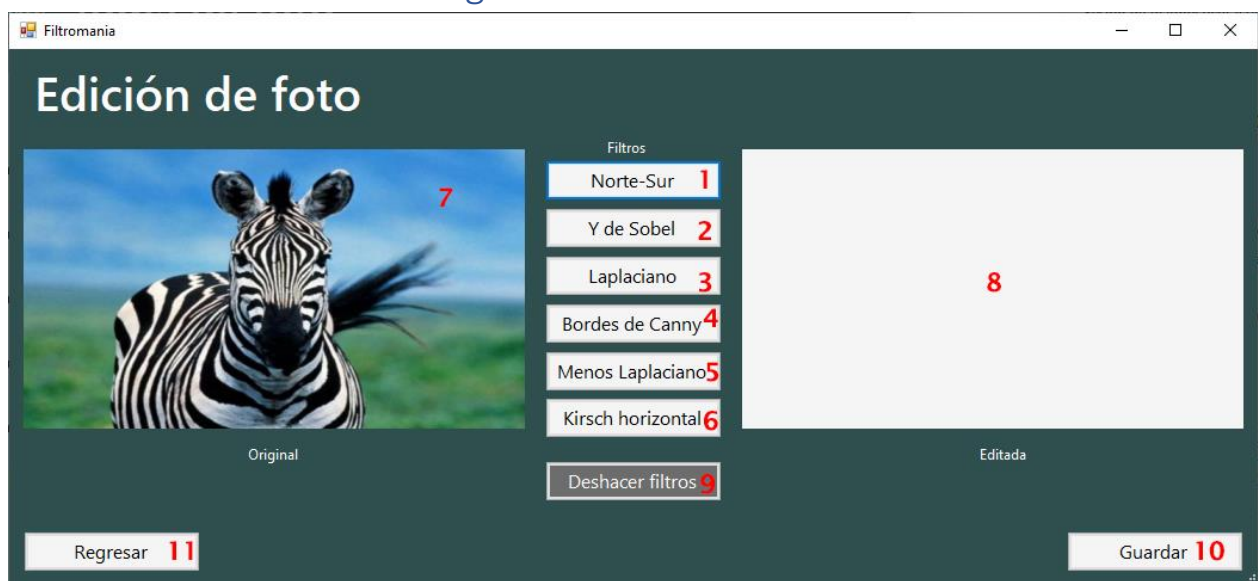 Filtromania
Edición de foto
Filtros
7
Norte-Sur 1
Y de Sobel 2
Laplaciano 3
Bordes de Canny 4
Menos Laplaciano 5
Kirsch horizontal 6
8
Original
Editada
Deshacer filtros 9
Regresar 11
Guardar 10